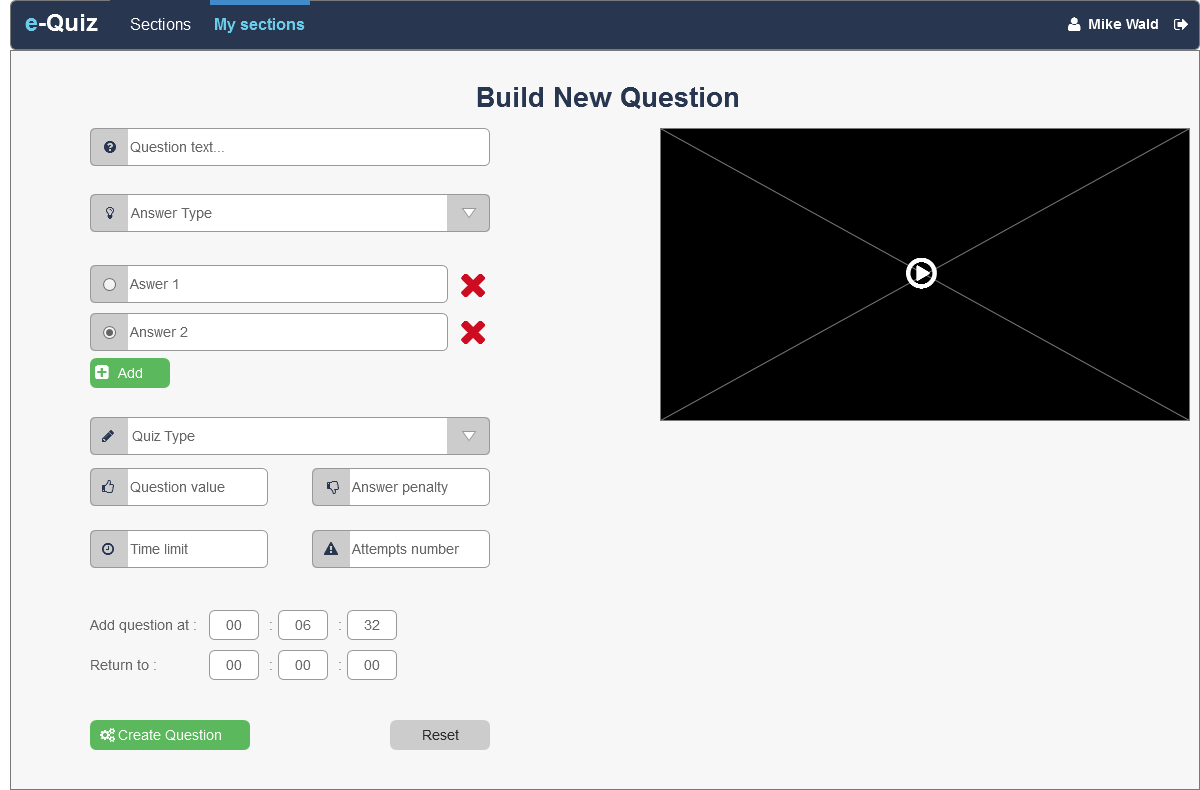 e-Quiz Sections My sections Mike Wald
Build New Question
Question text...
Answer Type
Aswer 1
Answer 2
Add
Quiz Type
Question value Answer penalty
Time limit Attempts number
Add question at : 00 : 06 : 32
Return to : 00 : 00 : 00
Create Question Reset